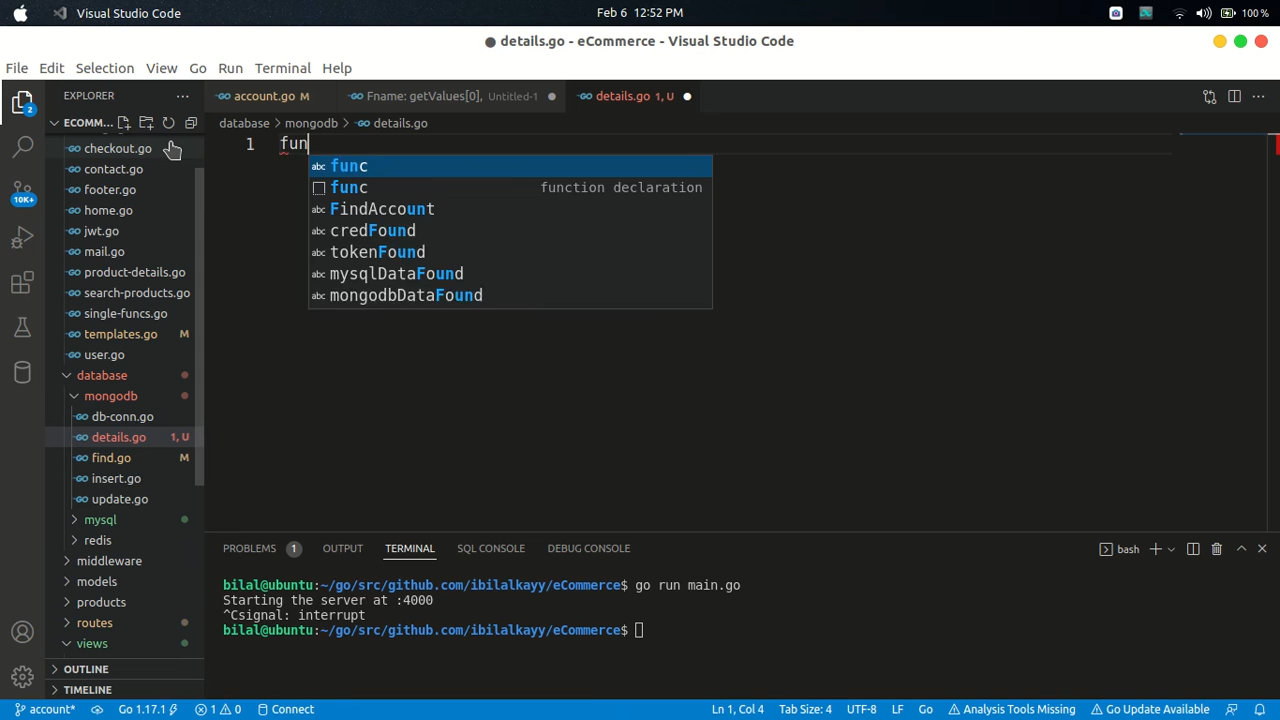 Visual Studio Code
Feb 6 12:52 PM
100 %
● details.go - eCommerce - Visual Studio Code
File Edit Selection View Go Run Terminal Help
EXPLORER ...
account.go M
Fname: getValues[0], Untitled-1
details.go 1, U
2
ECOMM...
database > mongodb > details.go
checkout.go
contact.go
footer.go
home.go
jwt.go
mail.go
product-details.go
search-products.go
single-funcs.go
templates.go M
user.go
database
mongodb
db-conn.go
details.go 1, U
find.go M
insert.go
update.go
mysql
redis
middleware
models
products
routes
views
OUTLINE
TIMELINE
10K+
1 fun
func
func function declaration
FindAccount
credFound
tokenFound
mysqlDataFound
mongodbDataFound
PROBLEMS 1 OUTPUT TERMINAL SQL CONSOLE DEBUG CONSOLE
bash
bilal@ubuntu:~/go/src/github.com/ibilalkayy/eCommerce$ go run main.go
Starting the server at :4000
^Csignal: interrupt
bilal@ubuntu:~/go/src/github.com/ibilalkayy/eCommerce$
account* Go 1.17.1 1 0 Connect Ln 1, Col 4 Tab Size: 4 UTF-8 LF Go Analysis Tools Missing Go Update Available